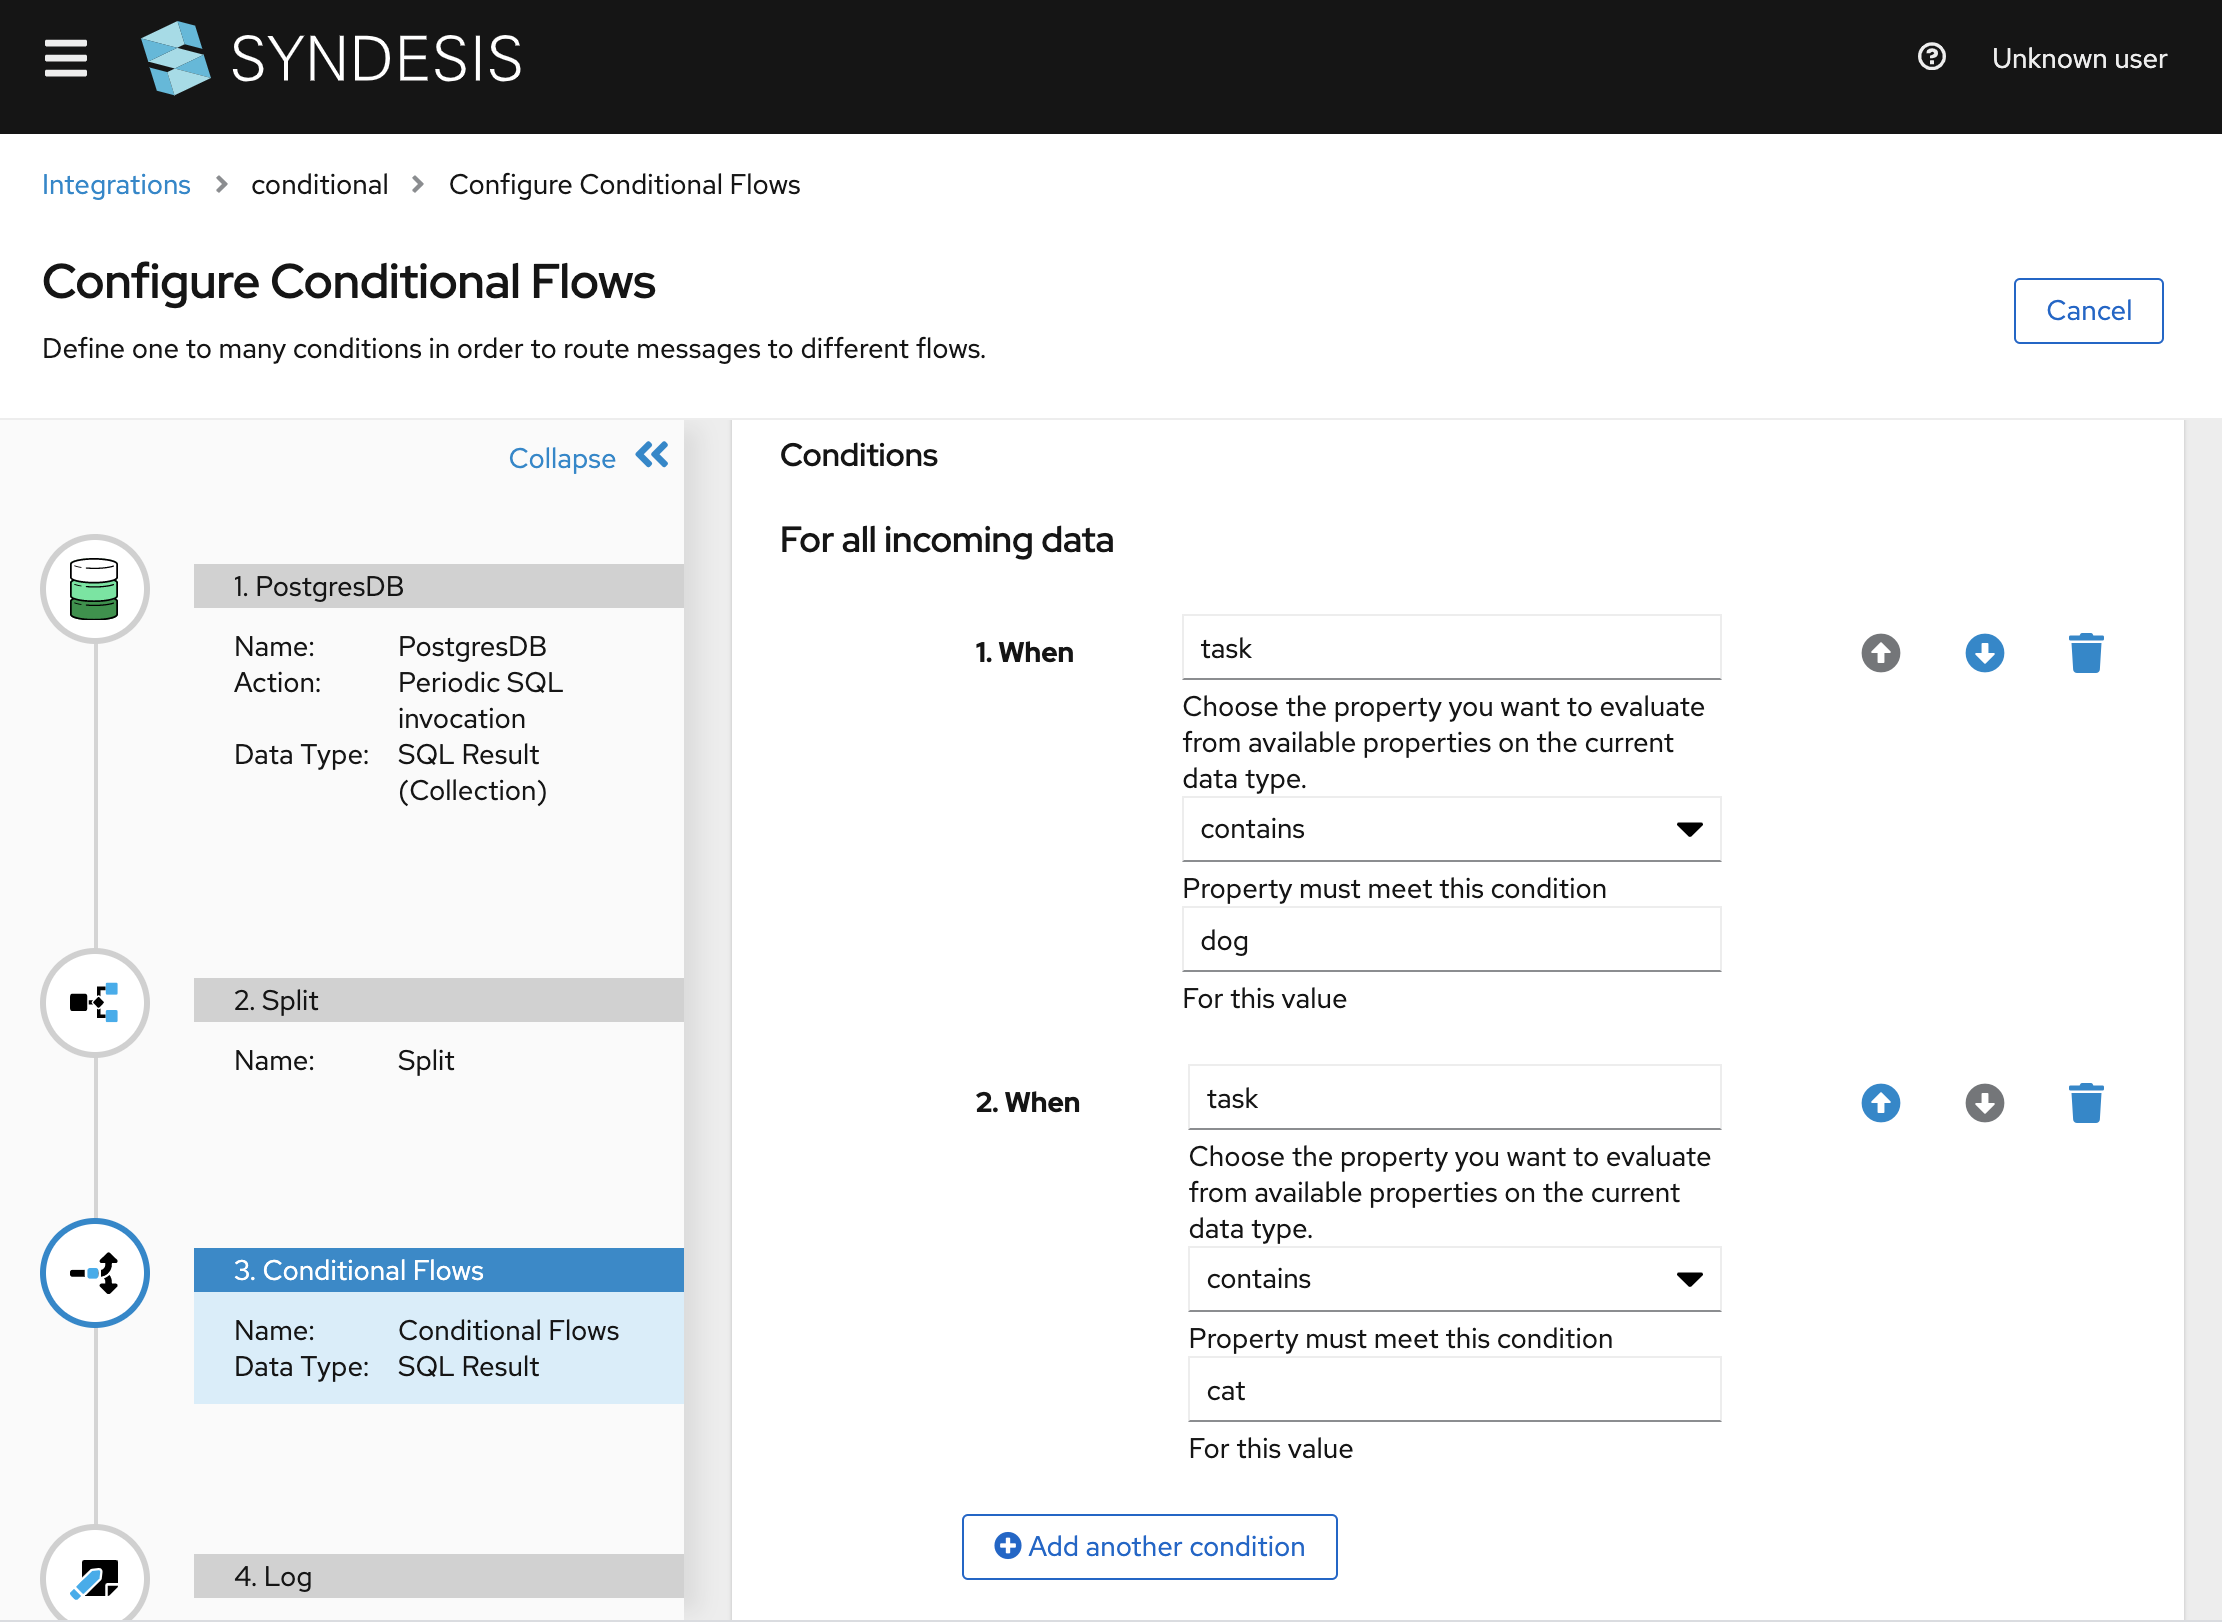 SYNDESIS
Unknown user
Integrations
conditional
Configure Conditional Flows
Configure Conditional Flows
Define one to many conditions in order to route messages to different flows.
Cancel
Collapse
1. PostgresDB
Name: PostgresDB
Action: Periodic SQL
invocation
Data Type: SQL Result
(Collection)
2. Split
Name: Split
3. Conditional Flows
Name: Conditional Flows
Data Type: SQL Result
4. Log
Conditions
For all incoming data
1. When
task
Choose the property you want to evaluate
from available properties on the current
data type.
contains
Property must meet this condition
dog
For this value
2. When
task
Choose the property you want to evaluate
from available properties on the current
data type.
contains
Property must meet this condition
cat
For this value
Add another condition